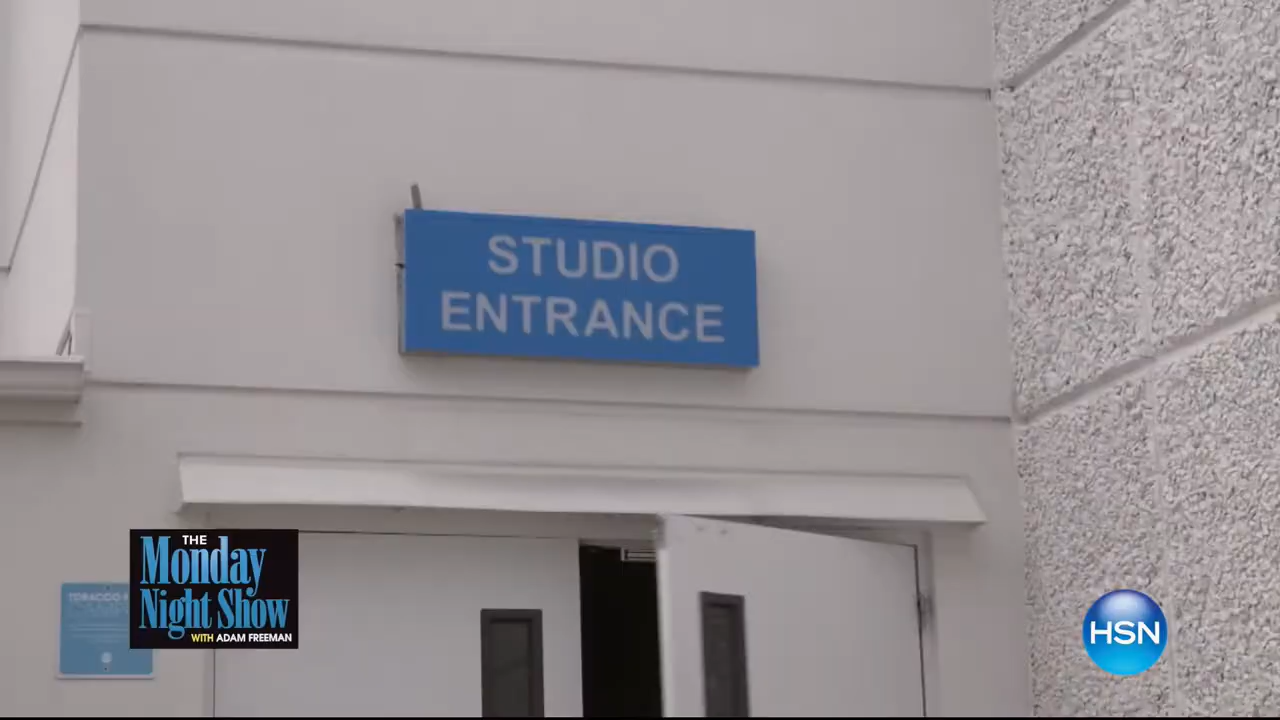 STUDIO
ENTRANCE
THE
Monday
Night Show
WITH ADAM FREEMAN
HSN